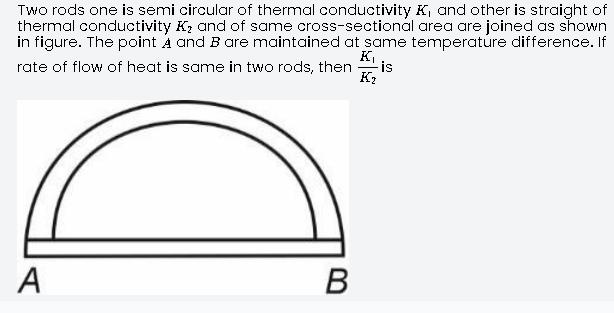 Two rods one is semi circular of thermal conductivity K₁ and other is straight of
thermal conductivity K₂ and of same cross-sectional area are joined as shown
in figure. The point A and B are maintained at same temperature difference. If
rate of flow of heat is same in two rods, then K₁/K₂ is
A B